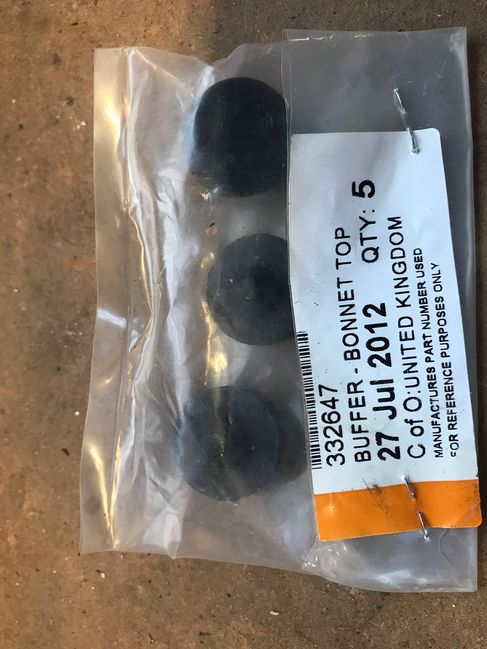 332647
BUFFER - BONNET TOP
27 Jul 2012 QTY: 5
C of O:UNITED KINGDOM
MANUFACTURES PART NUMBER USED
FOR REFERENCE PURPOSES ONLY